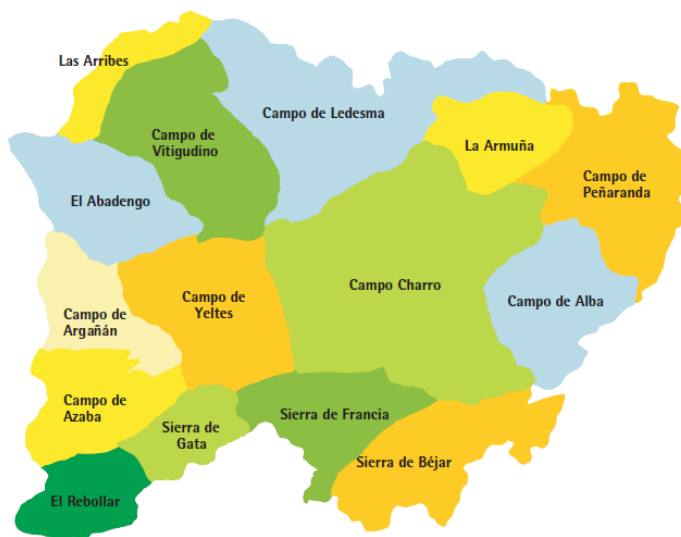 Las Arribes
Campo de Ledesma
Campo de
Vitigudino
La Armuña
Campo de
Peñaranda
El Abadengo
Campo Charro
Campo de
Yeltes
Campo de Alba
Campo de
Argañán
Campo de
Azaba
Sierra de Francia
Sierra de
Gata
Sierra de Béjar
El Rebollar